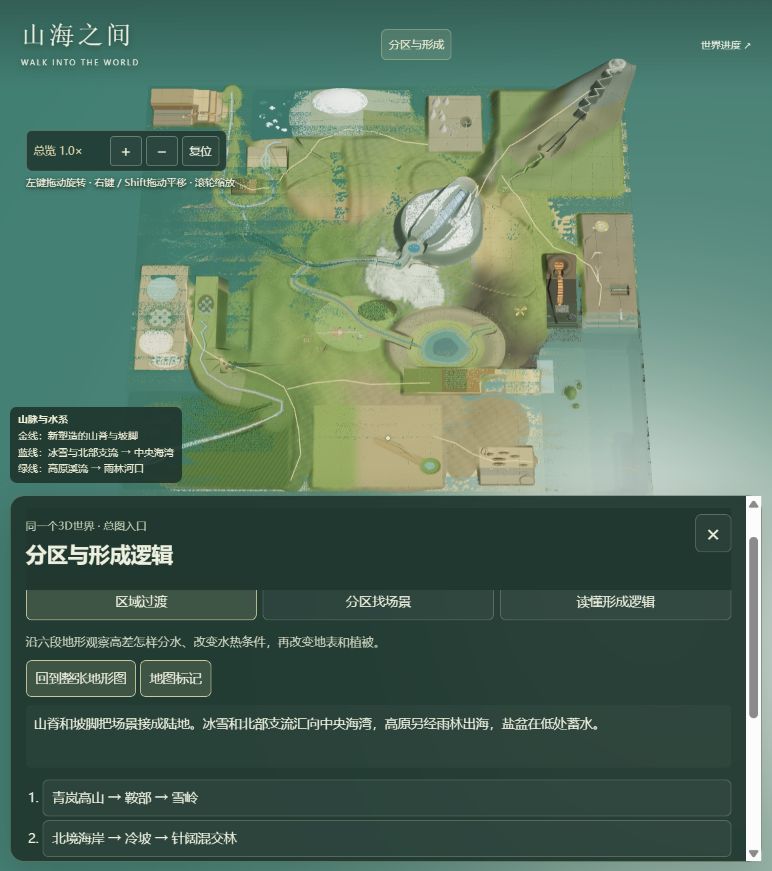 山海之间
WALK INTO THE WORLD
分区与形成
世界进度 ↗
总览 1.0×
+
−
复位
左键拖动旋转 · 右键 / Shift拖动平移 · 滚轮缩放
山脉与水系
金线：新塑造的山脊与坡脚
蓝线：冰雪与北部支流 → 中央海湾
绿线：高原溪流 → 雨林河口
同一个3D世界 · 总图入口
分区与形成逻辑
×
区域过渡
分区找场景
读懂形成逻辑
沿六段地形观察高差怎样分水、改变水热条件，再改变地表和植被。
回到整张地形图
地图标记
山脊和坡脚把场景接成陆地。冰雪和北部支流汇向中央海湾，高原另经雨林出海，盐盆在低处蓄水。
1. 青岚高山 → 鞍部 → 雪岭
2. 北境海岸 → 冷坡 → 针阔混交林